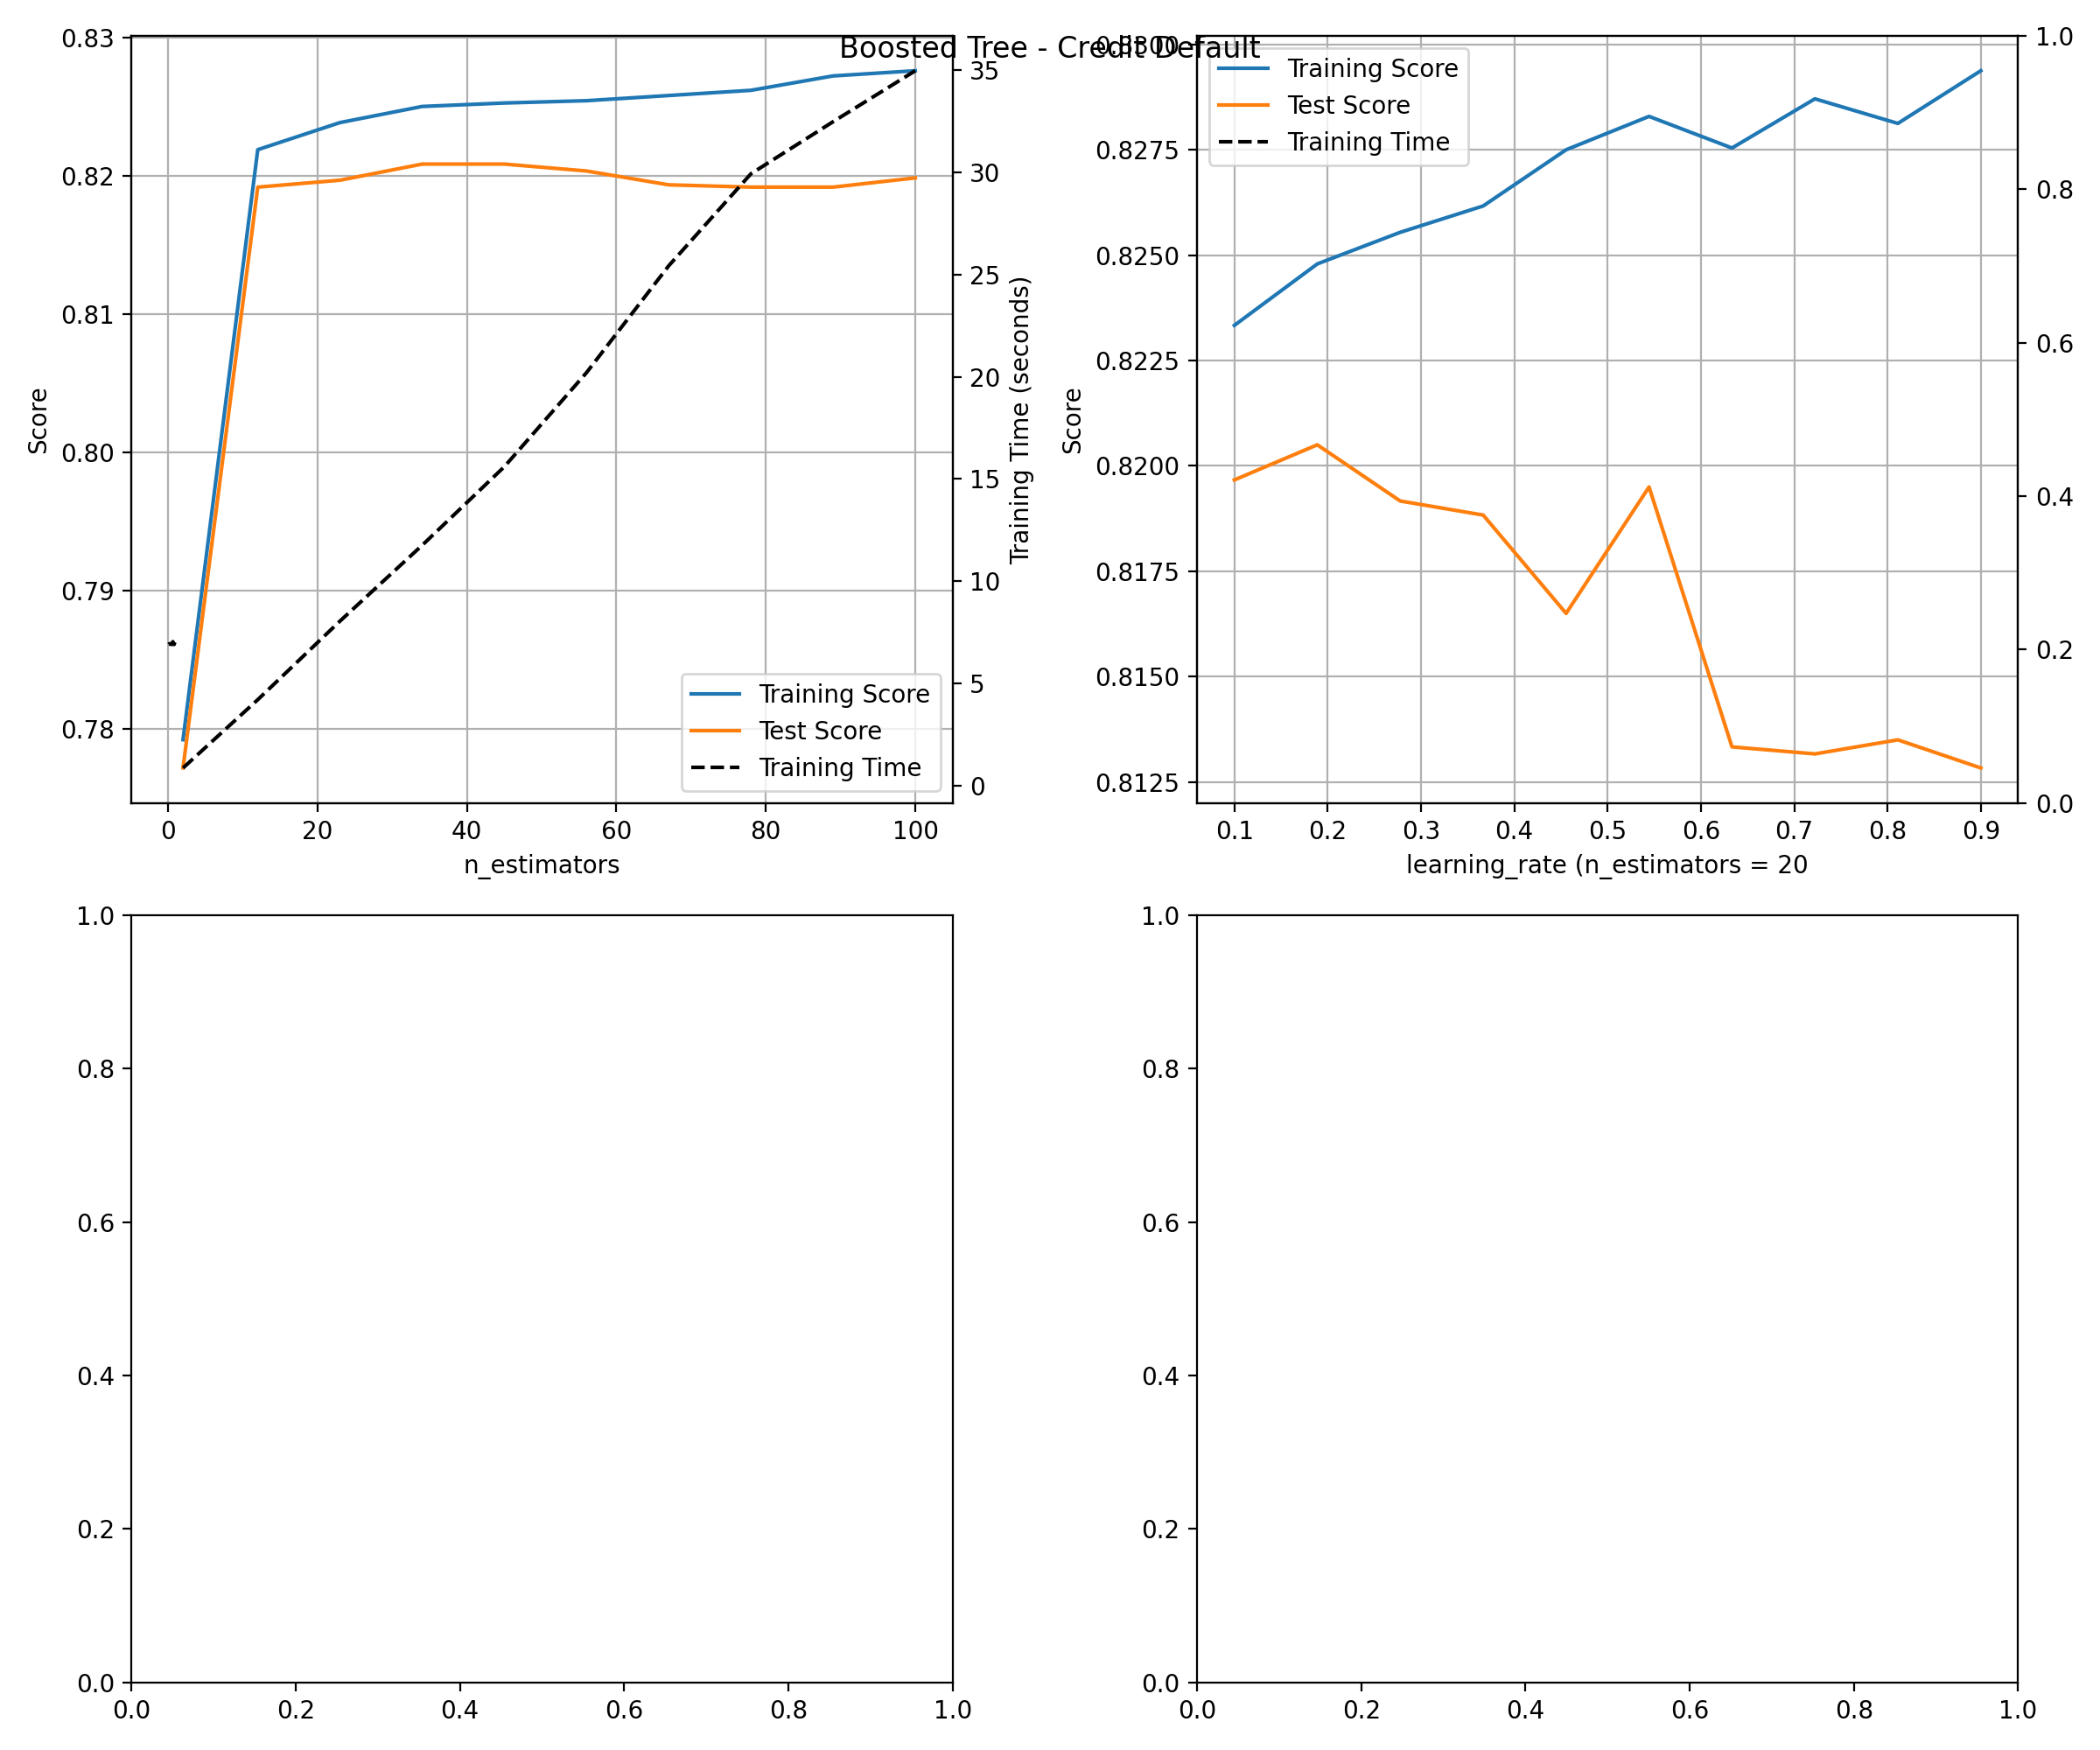 Boosted Tree - Credit Default
0.83
0.82
0.81
0.80
0.79
0.78
Score
35
30
25
20
15
10
5
0
Training Time (seconds)
Training Score
Test Score
Training Time
0 20 40 60 80 100
n_estimators
0.8300
0.8275
0.8250
0.8225
0.8200
0.8175
0.8150
0.8125
Score
Training Score
Test Score
Training Time
1.0
0.8
0.6
0.4
0.2
0.0
0.1 0.2 0.3 0.4 0.5 0.6 0.7 0.8 0.9
learning_rate (n_estimators = 20
1.0
0.8
0.6
0.4
0.2
0.0
0.0 0.2 0.4 0.6 0.8 1.0
1.0
0.8
0.6
0.4
0.2
0.0
0.0 0.2 0.4 0.6 0.8 1.0